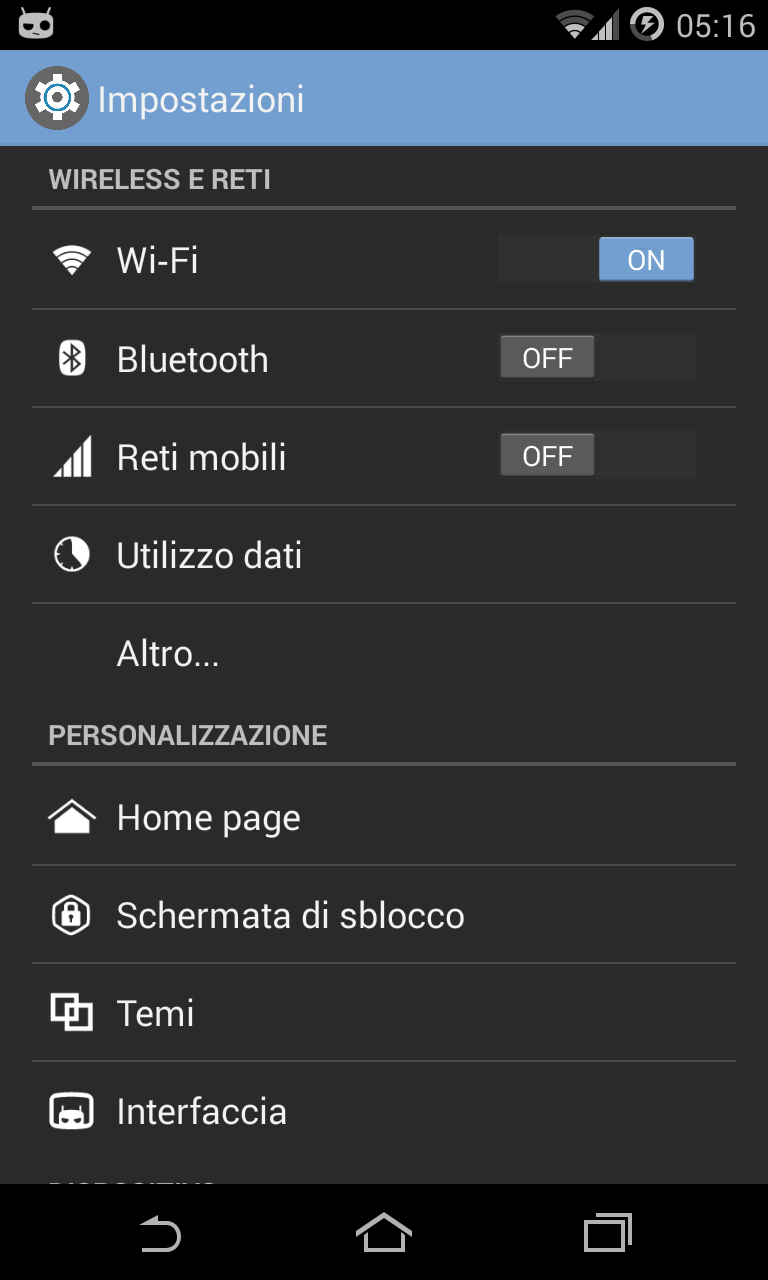 05:16
Impostazioni
WIRELESS E RETI
Wi-Fi
ON
Bluetooth
OFF
Reti mobili
OFF
Utilizzo dati
Altro...
PERSONALIZZAZIONE
Home page
Schermata di sblocco
Temi
Interfaccia